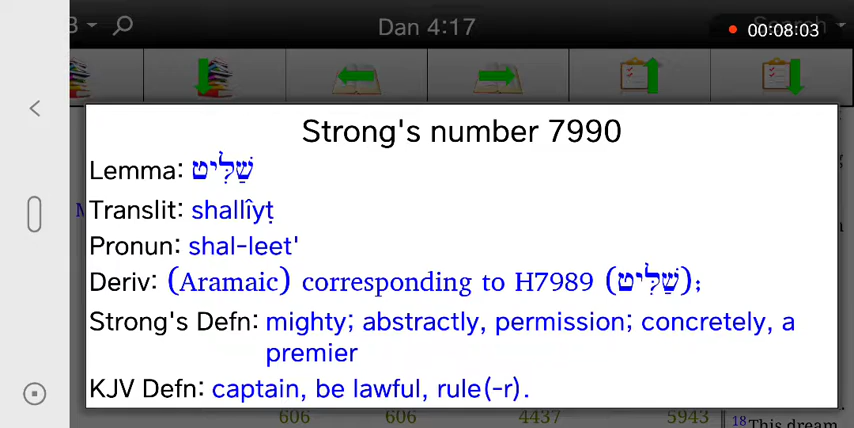 Dan 4:17
00:08:03
Strong's number 7990
Lemma: שַׁלִּיט
Translit: shallîyṭ
Pronun: shal-leet'
Deriv: (Aramaic) corresponding to H7989 (שַׁלִּיט);
Strong's Defn: mighty; abstractly, permission; concretely, a
premier
KJV Defn: captain, be lawful, rule(-r).
606 606 4437 5943
18 This dream